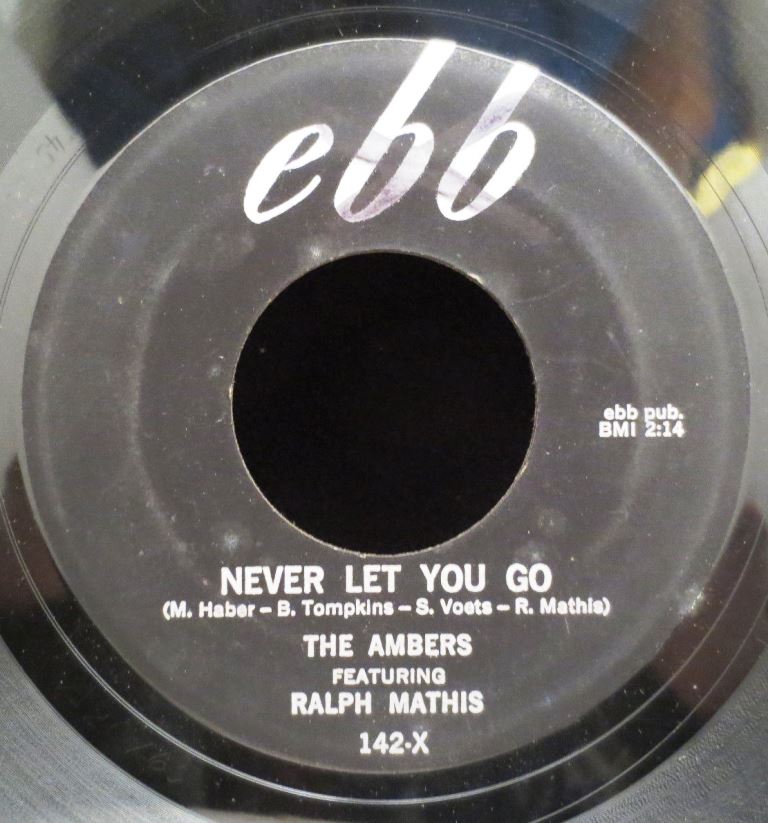 ebb
ebb pub.
BMI 2:14
NEVER LET YOU GO
(M. Haber – B. Tompkins – S. Voets – R. Mathis)
THE AMBERS
FEATURING
RALPH MATHIS
142-X